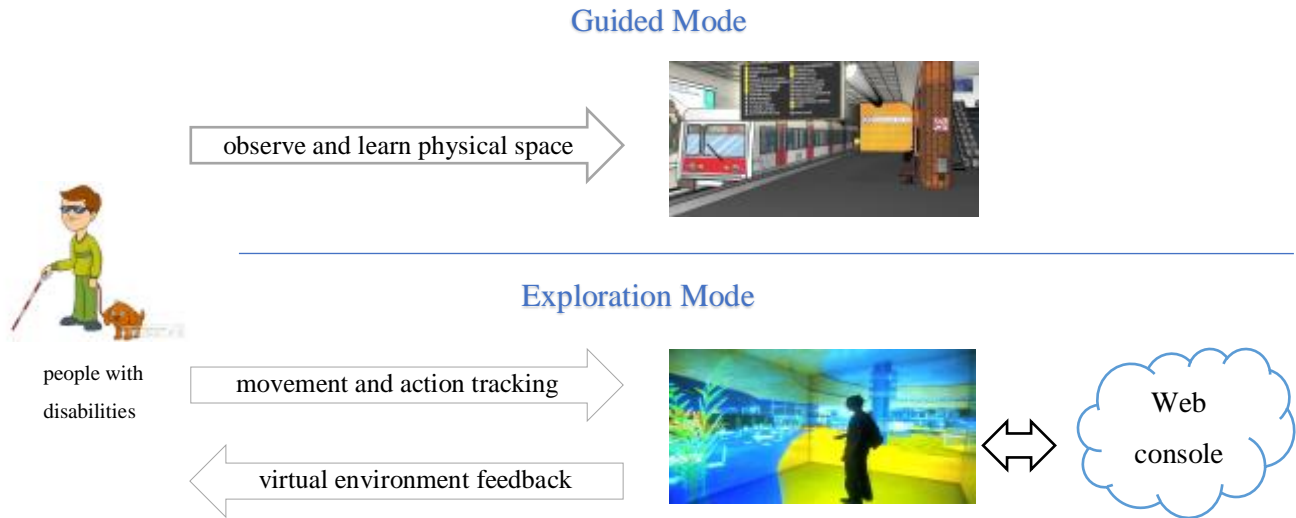 Guided Mode
observe and learn physical space
Exploration Mode
people with
disabilities
movement and action tracking
virtual environment feedback
Web
console